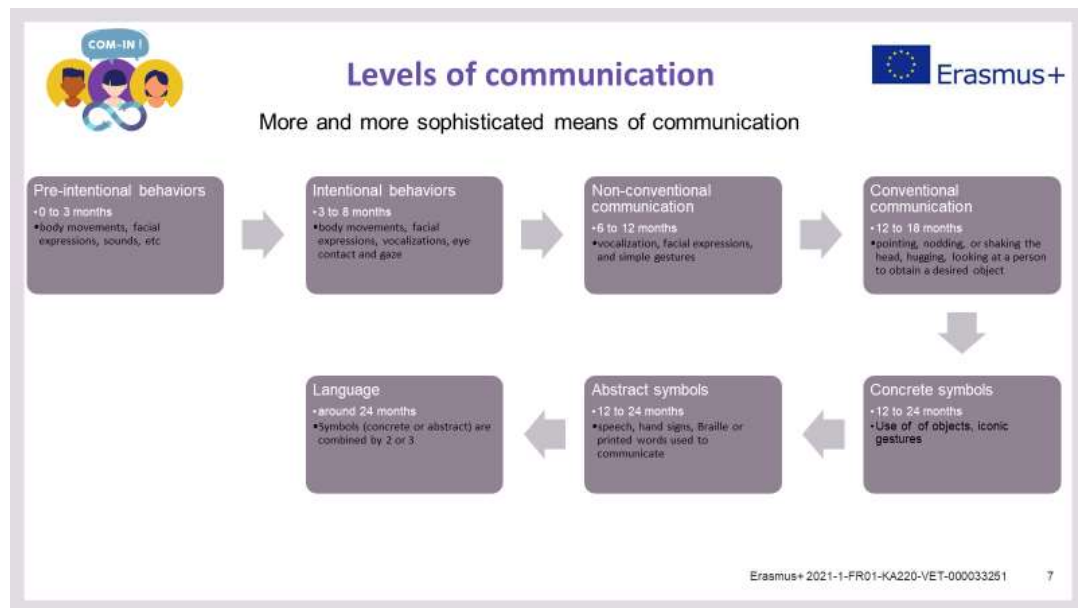 COM-IN !
Levels of communication
Erasmus+
More and more sophisticated means of communication
Pre-intentional behaviors
•0 to 3 months
•body movements, facial
expressions, sounds, etc
Intentional behaviors
•3 to 8 months
•body movements, facial
expressions, vocalizations, eye
contact and gaze
Non-conventional
communication
•6 to 12 months
•vocalization, facial expressions,
and simple gestures
Conventional
communication
•12 to 18 months
•pointing, nodding, or shaking the
head, hugging, looking at a person
to obtain a desired object
Concrete symbols
•12 to 24 months
•Use of of objects, iconic
gestures
Abstract symbols
•12 to 24 months
•speech, hand signs, Braille or
printed words used to
communicate
Language
•around 24 months
•Symbols (concrete or abstract) are
combined by 2 or 3
Erasmus+ 2021-1-FR01-KA220-VET-000033251 7